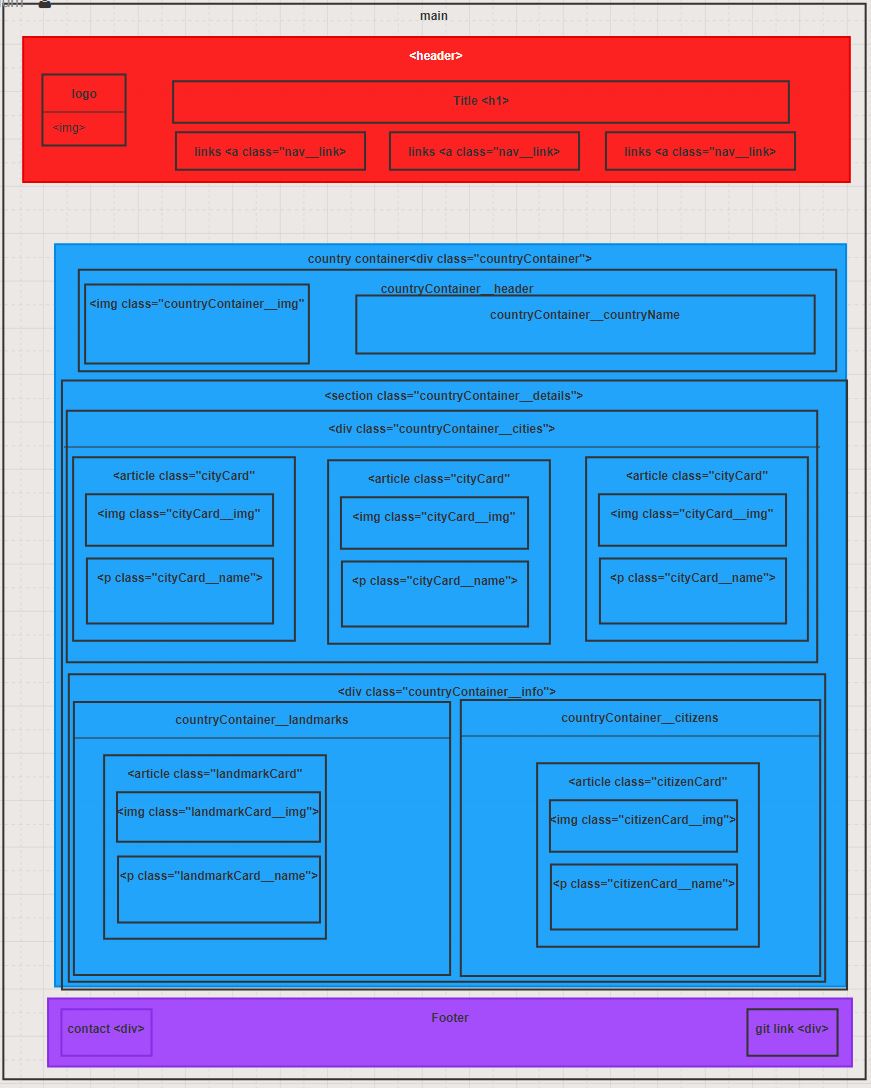 main
<header>
logo
<img>
Title <h1>
links <a class="nav__link>
links <a class="nav__link>
links <a class="nav__link>
country container<div class="countryContainer">
countryContainer__header
<img class="countryContainer__img"
countryContainer__countryName
<section class="countryContainer__details">
<div class="countryContainer__cities">
<article class="cityCard"
<img class="cityCard__img"
<p class="cityCard__name">
<article class="cityCard"
<img class="cityCard__img"
<p class="cityCard__name">
<article class="cityCard"
<img class="cityCard__img"
<p class="cityCard__name">
<div class="countryContainer__info">
countryContainer__landmarks
<article class="landmarkCard"
<img class="landmarkCard__img">
<p class="landmarkCard__name">
countryContainer__citizens
<article class="citizenCard"
<img class="citizenCard__img">
<p class="citizenCard__name">
Footer
contact <div>
git link <div>